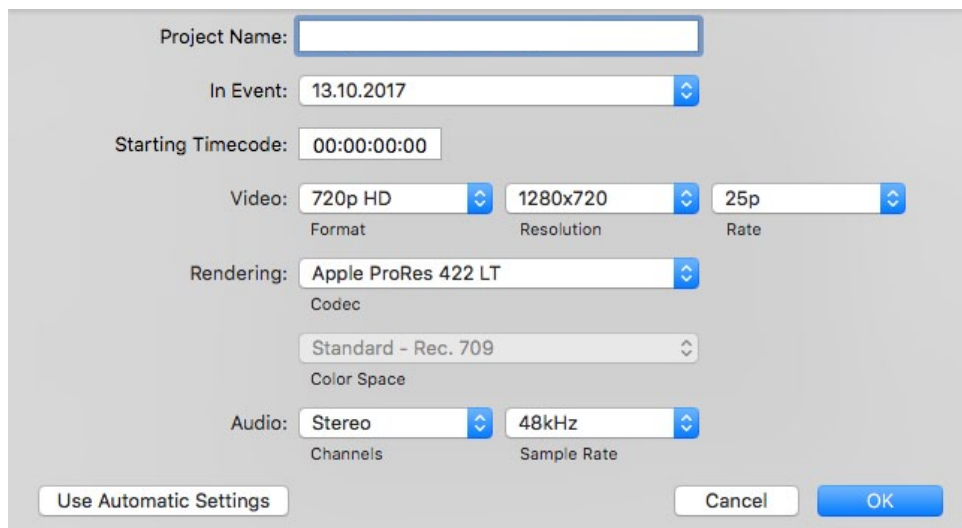 Project Name:
In Event: 13.10.2017
Starting Timecode: 00:00:00:00
Video: 720p HD 1280x720 25p
Format Resolution Rate
Rendering: Apple ProRes 422 LT
Codec
Standard - Rec. 709
Color Space
Audio: Stereo 48kHz
Channels Sample Rate
Use Automatic Settings Cancel OK